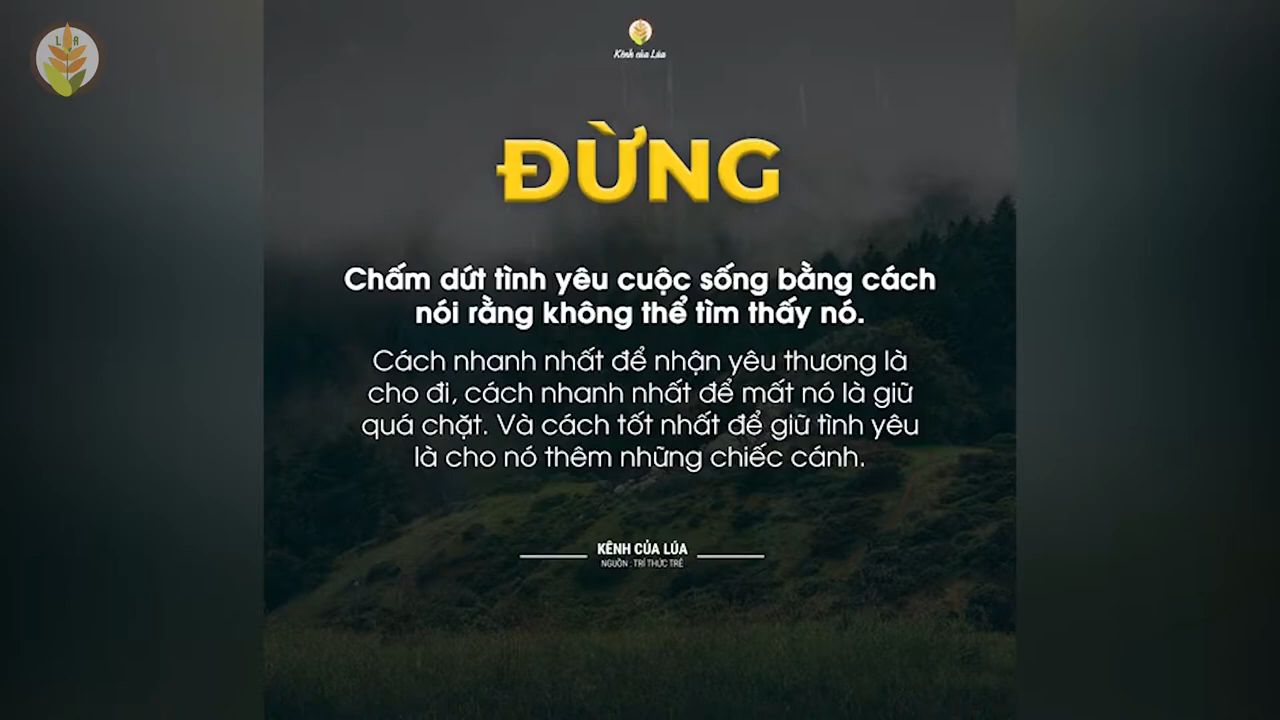 L A
Kênh của Lúa
ĐỪNG
Chấm dứt tình yêu cuộc sống bằng cách
nói rằng không thể tìm thấy nó.
Cách nhanh nhất để nhận yêu thương là
cho đi, cách nhanh nhất để mất nó là giữ
quá chặt. Và cách tốt nhất để giữ tình yêu
là cho nó thêm những chiếc cánh.
KÊNH CỦA LÚA
NGUỒN : TRÍ THỨC TRẺ